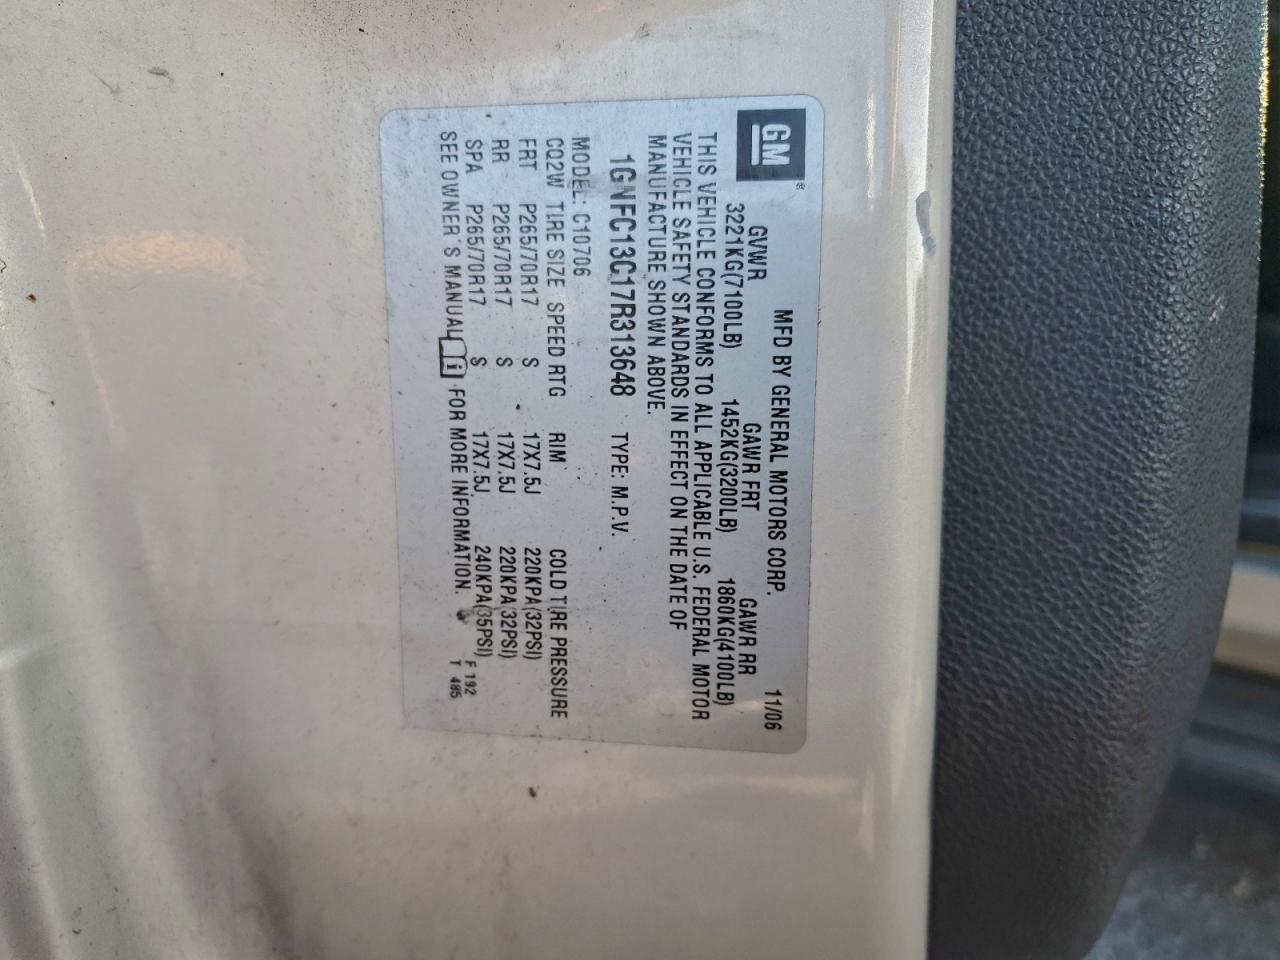 GM®
MFD BY GENERAL MOTORS CORP. 11/06
GVWR GAWR FRT GAWR RR
3221KG(7100LB) 1452KG(3200LB) 1860KG(4100LB)
THIS VEHICLE CONFORMS TO ALL APPLICABLE U.S. FEDERAL MOTOR
VEHICLE SAFETY STANDARDS IN EFFECT ON THE DATE OF
MANUFACTURE SHOWN ABOVE.
1GNFC13C17R313648 TYPE: M.P.V.
MODEL: C10706
CQ2W TIRE SIZE SPEED RTG RIM COLD TIRE PRESSURE
FRT P265/70R17 S 17X7.5J 220KPA(32PSI)
RR P265/70R17 S 17X7.5J 220KPA(32PSI)
SPA P265/70R17 S 17X7.5J 240KPA(35PSI) F 192
SEE OWNER'S MANUAL i FOR MORE INFORMATION. T 485